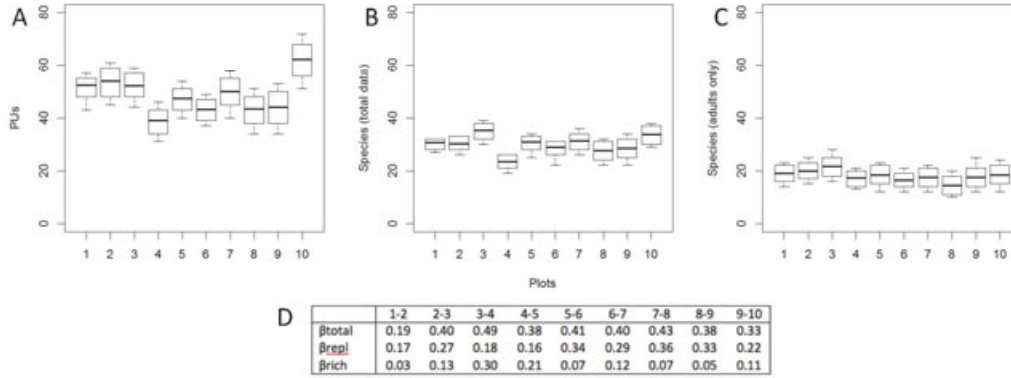 A
B
C
80
60
40
20
0
PUs
1 2 3 4 5 6 7 8 9 10
80
60
40
20
0
Species (total data)
1 2 3 4 5 6 7 8 9 10
80
60
40
20
0
Species (adults only)
1 2 3 4 5 6 7 8 9 10
Plots
D
1-2 2-3 3-4 4-5 5-6 6-7 7-8 8-9 9-10
βtotal 0.19 0.40 0.49 0.38 0.41 0.40 0.43 0.38 0.33
βrepl 0.17 0.27 0.18 0.16 0.34 0.29 0.36 0.33 0.22
βrich 0.03 0.13 0.30 0.21 0.07 0.12 0.07 0.05 0.11